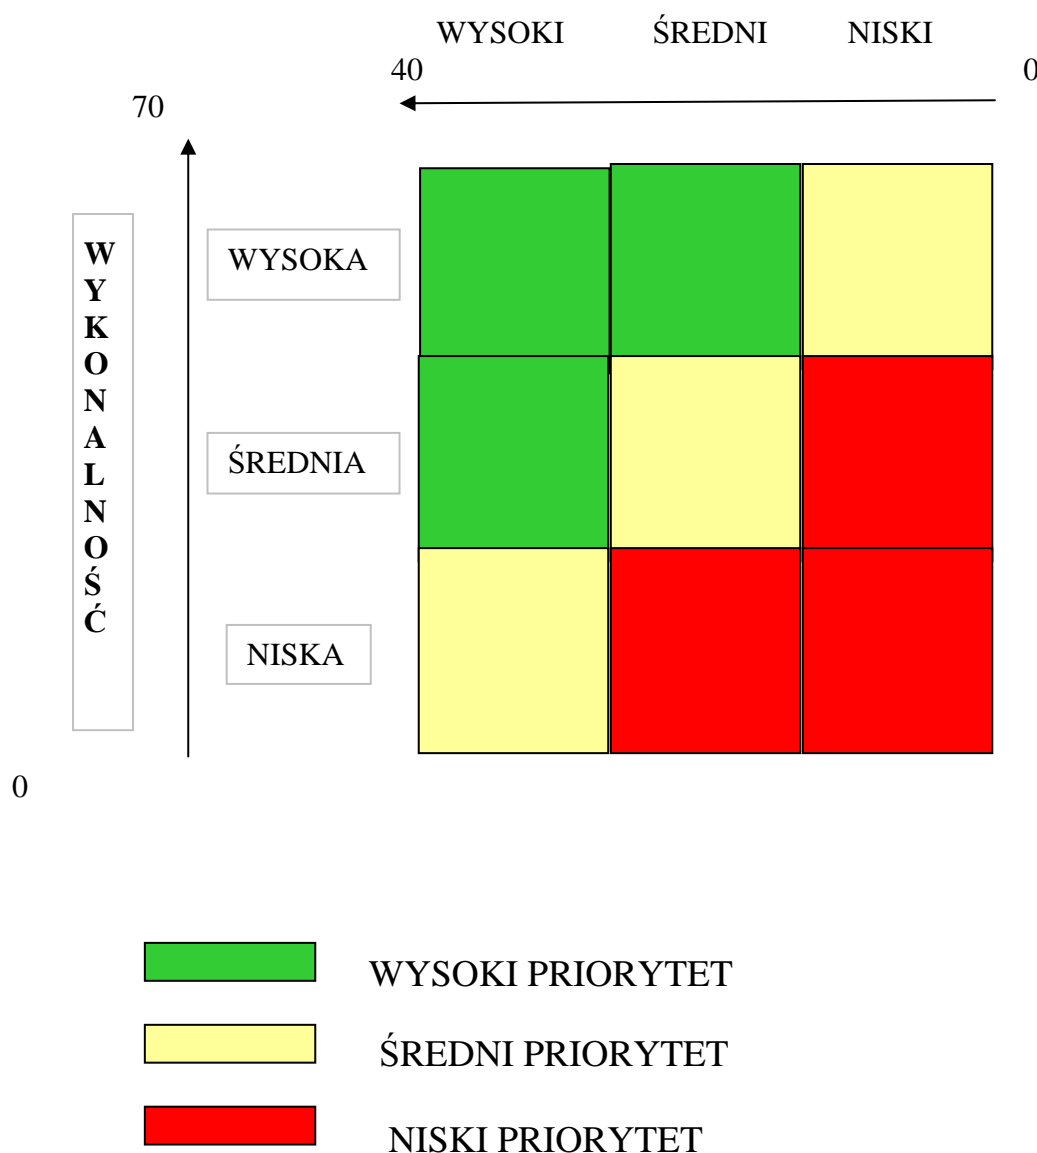 WYSOKI ŚREDNI NISKI
40 0
70
W
Y
K
O
N
A
L
N
O
Ś
Ć
WYSOKA
ŚREDNIA
NISKA
0
WYSOKI PRIORYTET
ŚREDNI PRIORYTET
NISKI PRIORYTET